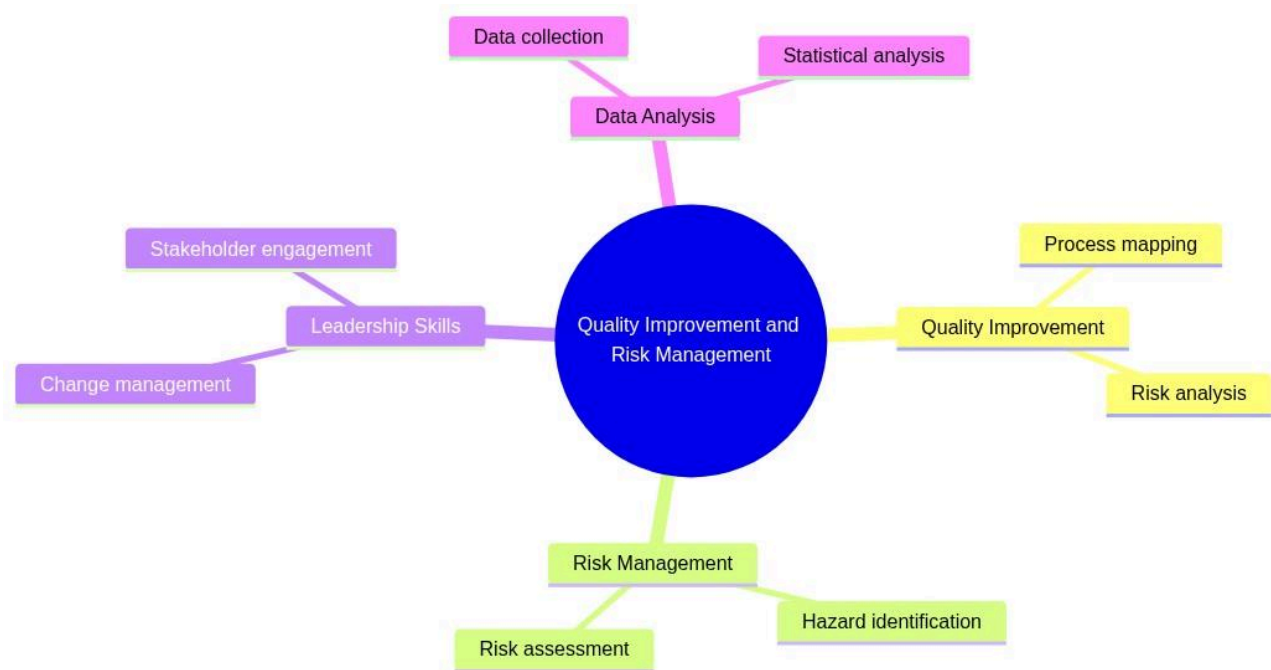 Data collection
Statistical analysis
Data Analysis
Process mapping
Stakeholder engagement
Leadership Skills
Quality Improvement and
Risk Management
Quality Improvement
Change management
Risk analysis
Risk Management
Hazard identification
Risk assessment